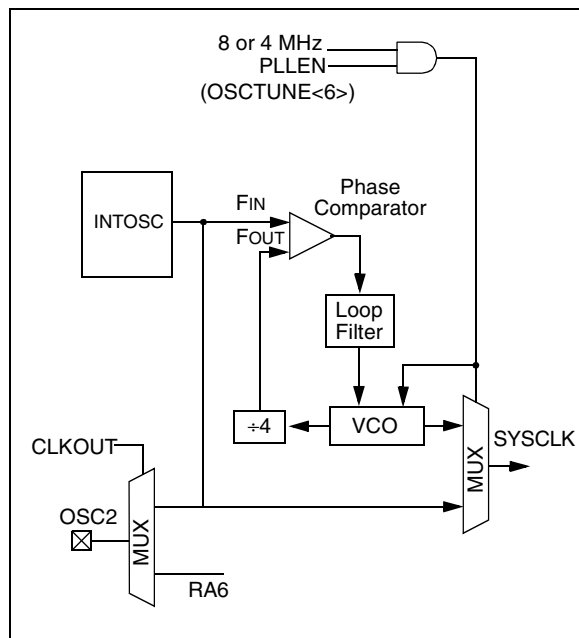 8 or 4 MHz
PLLEN
(OSCTUNE<6>)
Phase
Comparator
INTOSC
FIN
FOUT
Loop
Filter
÷4
VCO
MUX
SYSCLK
CLKOUT
OSC2
MUX
RA6